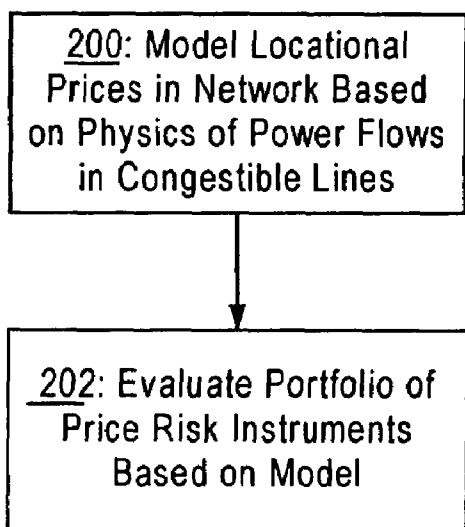 200: Model Locational
Prices in Network Based
on Physics of Power Flows
in Congestible Lines
202: Evaluate Portfolio of
Price Risk Instruments
Based on Model